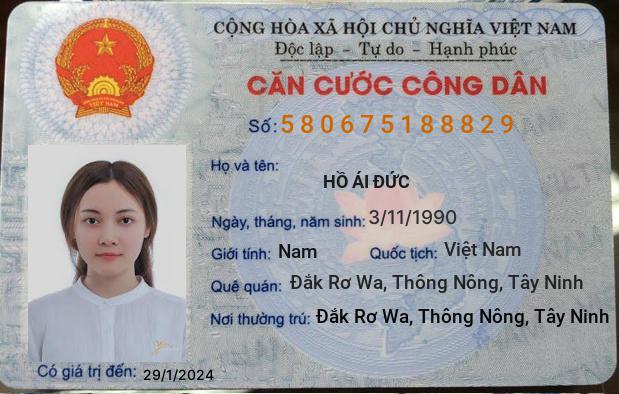 CỘNG HÒA XÃ HỘI CHỦ NGHĨA VIỆT NAM
Độc lập - Tự do - Hạnh phúc
CĂN CƯỚC CÔNG DÂN
Số: 580675188829
Họ và tên:
HỒ ÁI ĐỨC
Ngày, tháng, năm sinh: 3/11/1990
Giới tính: Nam Quốc tịch: Việt Nam
Quê quán: Đắk Rơ Wa, Thông Nông, Tây Ninh
Nơi thường trú: Đắk Rơ Wa, Thông Nông, Tây Ninh
Có giá trị đến: 29/1/2024
VIỆT NAM